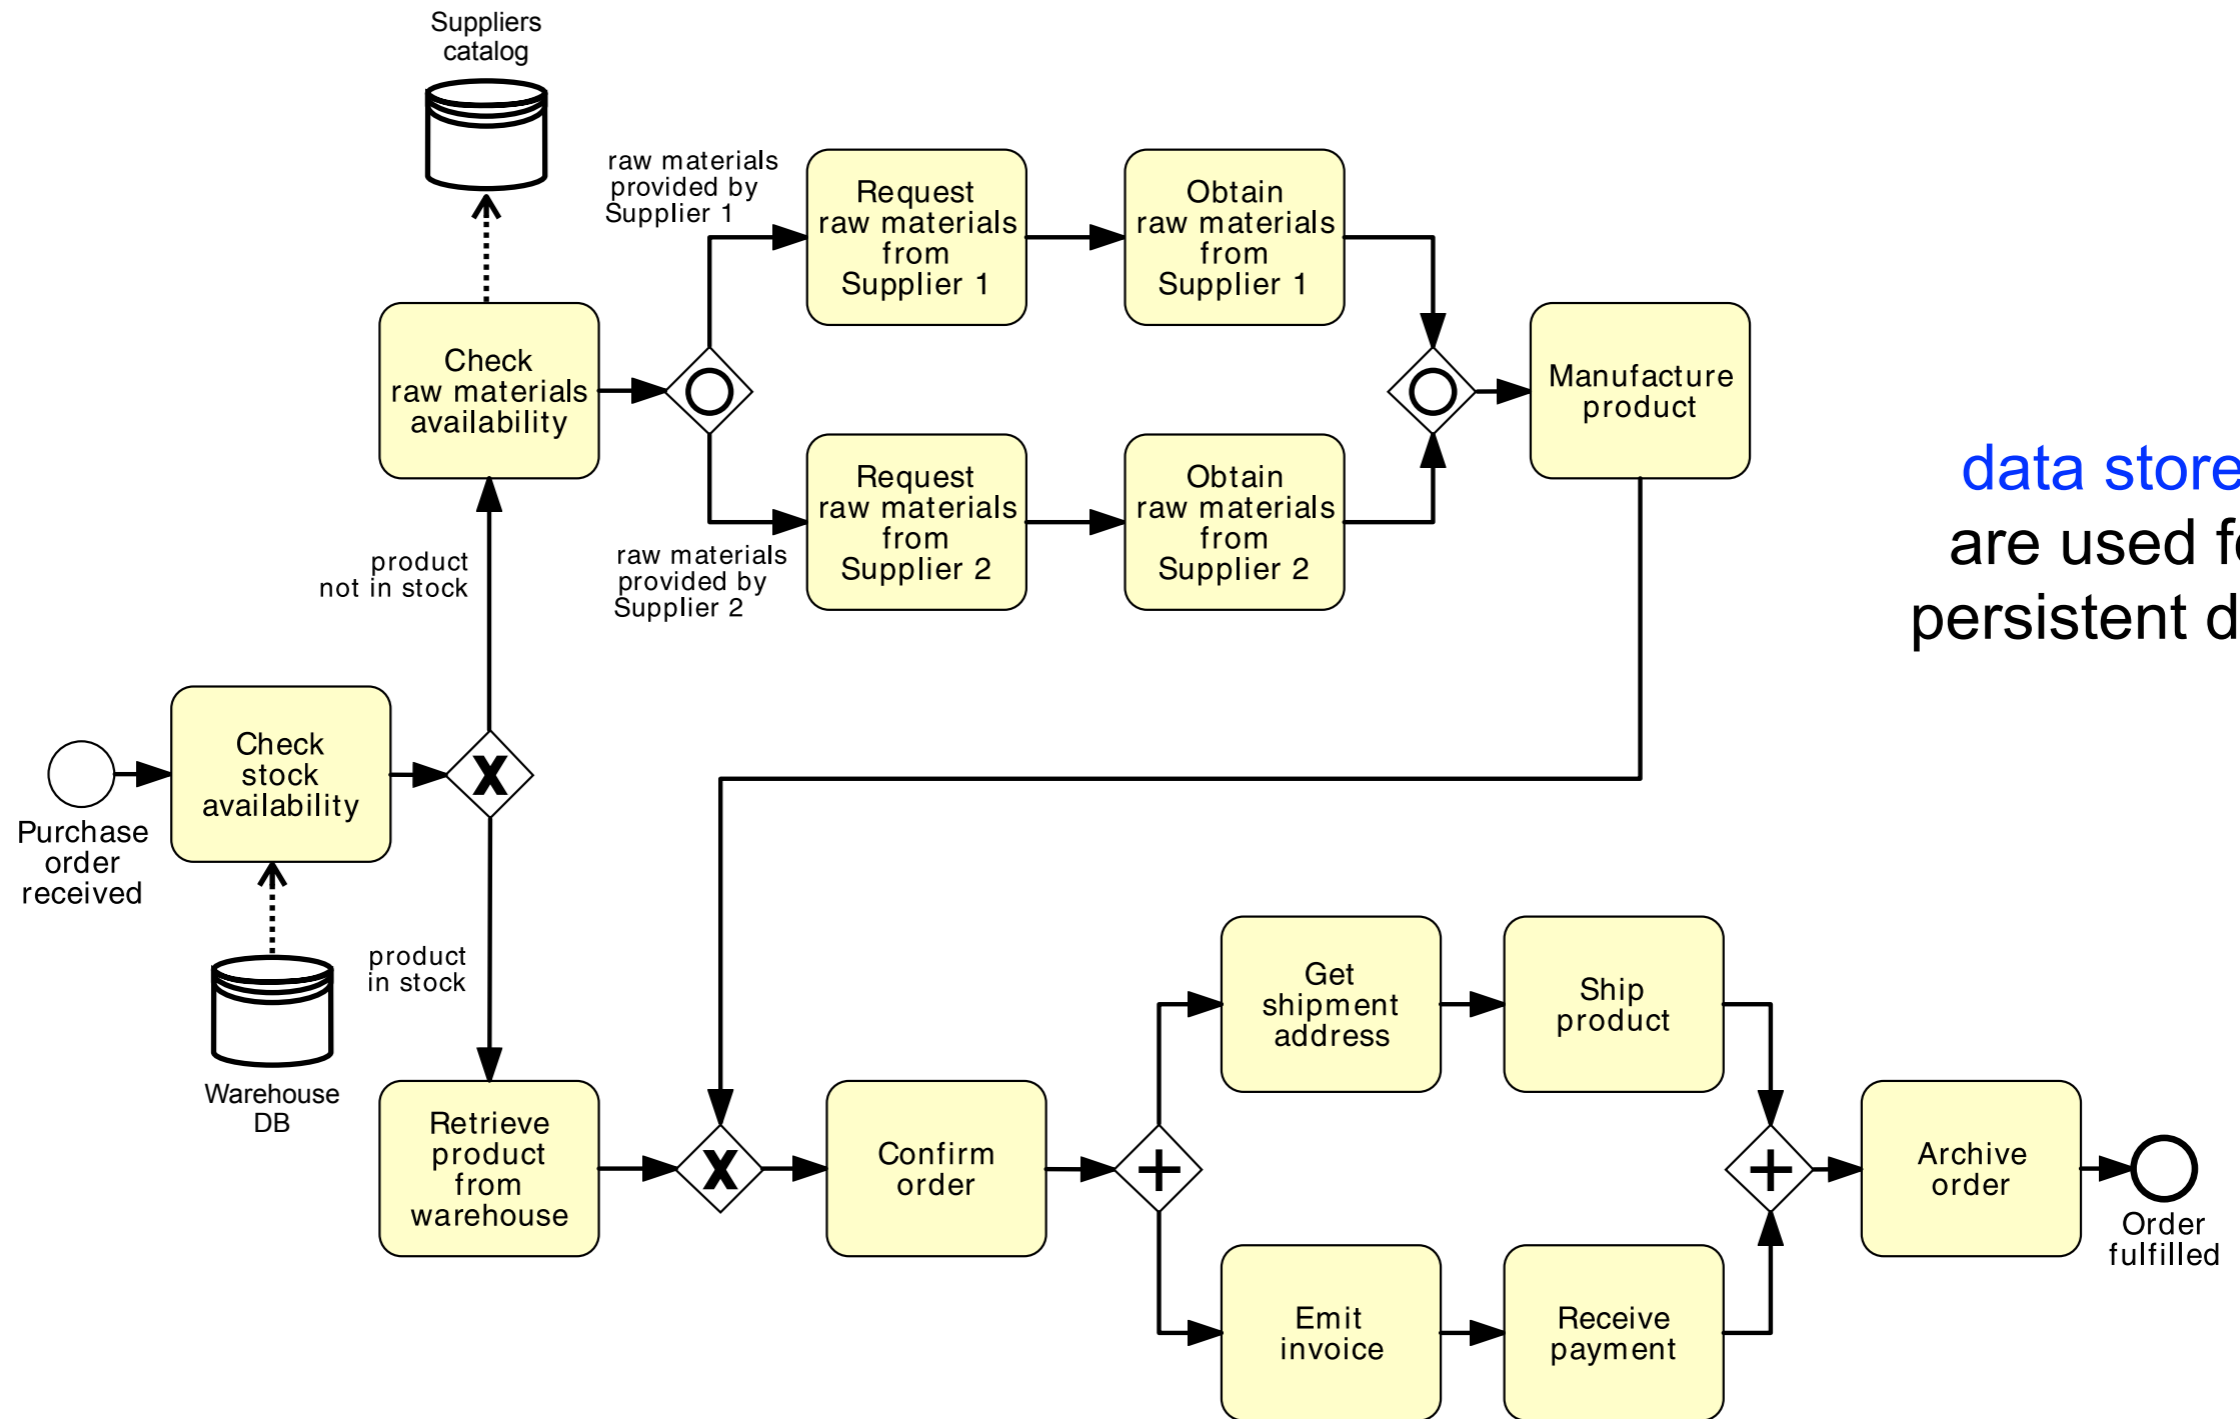 Suppliers
catalog
raw materials
provided by
Supplier 1
Request
raw materials
from
Supplier 1
Obtain
raw materials
from
Supplier 1
Check
raw materials
availability
Manufacture
product
Request
raw materials
from
Supplier 2
Obtain
raw materials
from
Supplier 2
raw materials
provided by
Supplier 2
data store
are used
persistent
product
not in stock
Check
stock
availability
X
Purchase
order
received
product
in stock
Warehouse
DB
Retrieve
product
from
warehouse
X
Confirm
order
Get
shipment
address
Ship
product
Emit
invoice
Receive
payment
Archive
order
Order
fulfilled